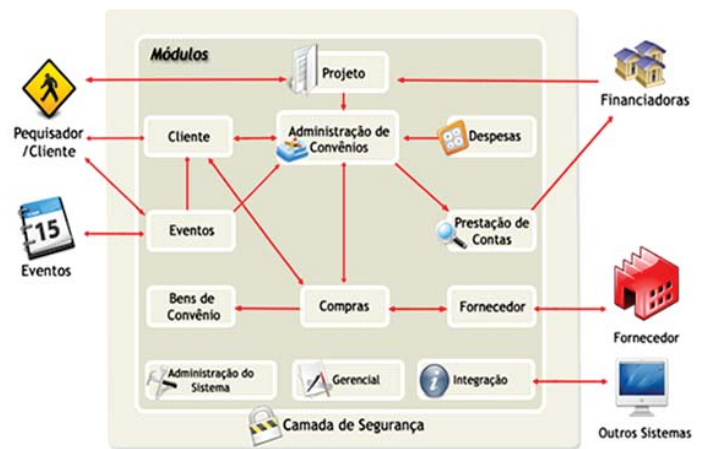 Módulos
Projeto
Financiadoras
Pequisador
/Cliente
Cliente
Administração de
Convênios
Despesas
15
Eventos
Eventos
Prestação de
Contas
Bens de
Convênio
Compras
Fornecedor
Fornecedor
Administração do
Sistema
Gerencial
Integração
Outros Sistemas
Camada de Segurança